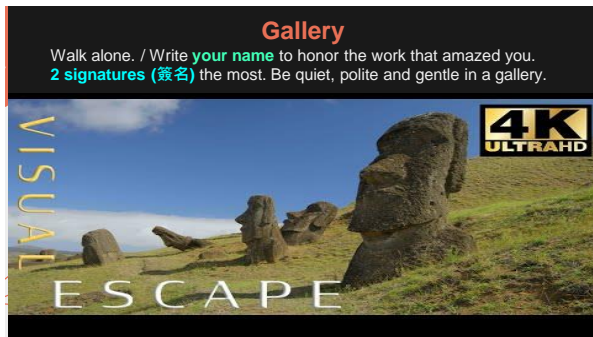 Gallery
Walk alone. / Write your name to honor the work that amazed you.
2 signatures (簽名) the most. Be quiet, polite and gentle in a gallery.
4K
ULTRAHD
VISUAL
ESCAPE